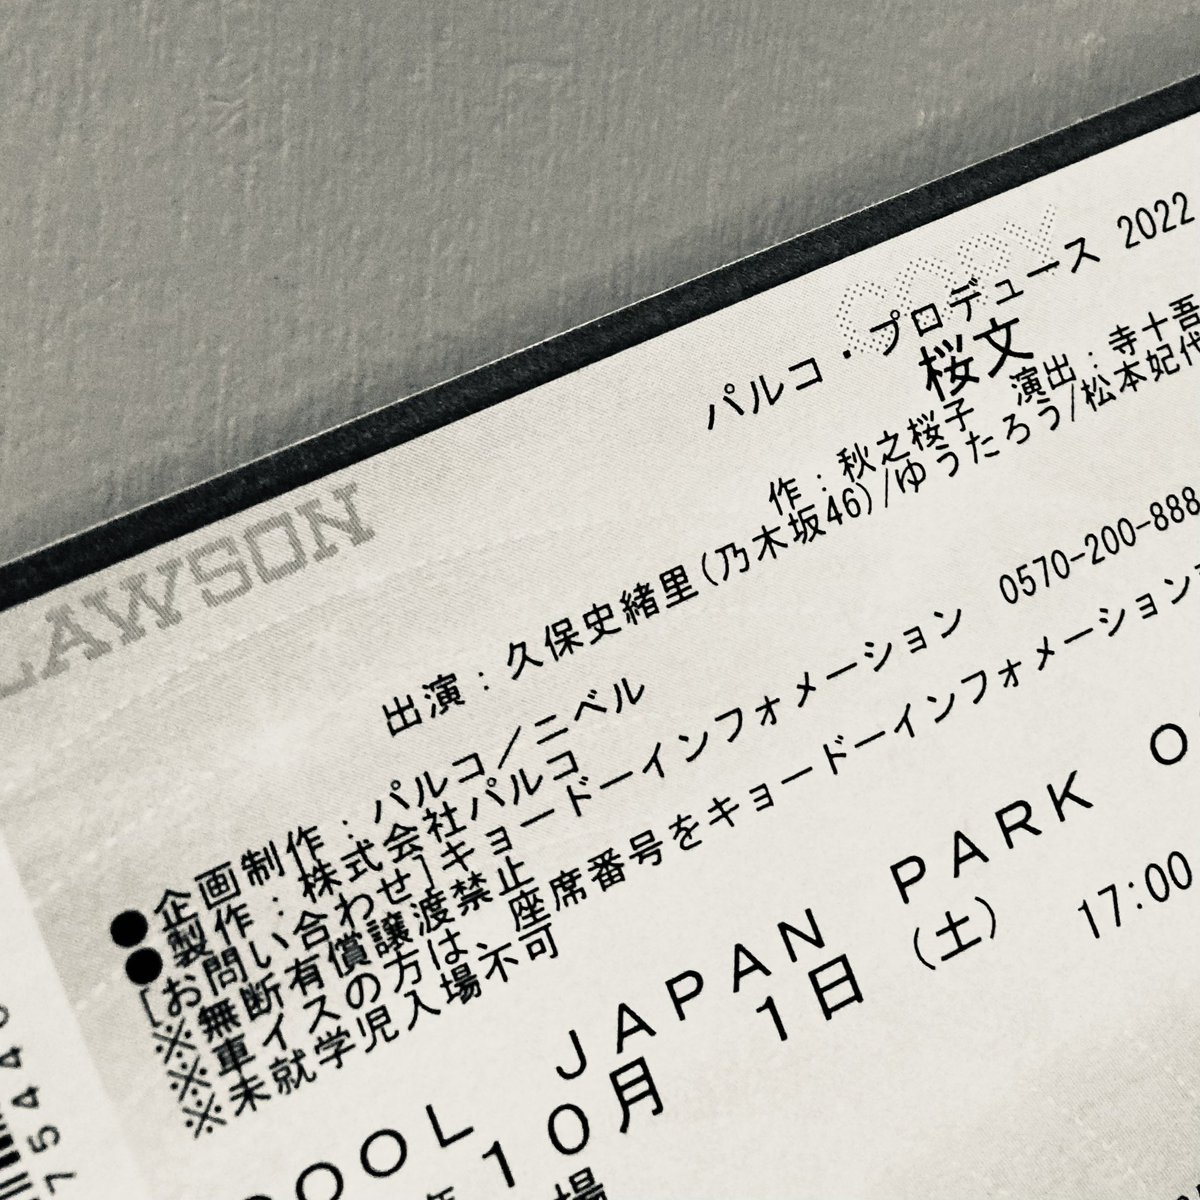 COPY
パルコ・プロデュース 2022
桜文
作:秋之桜子 演出:寺十吾
出演:久保史緒里(乃木坂46)/ゆうたろう/松本妃代
LAWSON
●企画制作:パルコ/ニベル
●製作:株式会社パルコ
[お問い合わせ]キョードーインフォメーション 0570-200-888
※無断有償譲渡禁止
※車イスの方は、座席番号をキョードーインフォメーション
※未就学児入場不可
COOL JAPAN PARK O
10月 1日(土) 17:00
場
75440